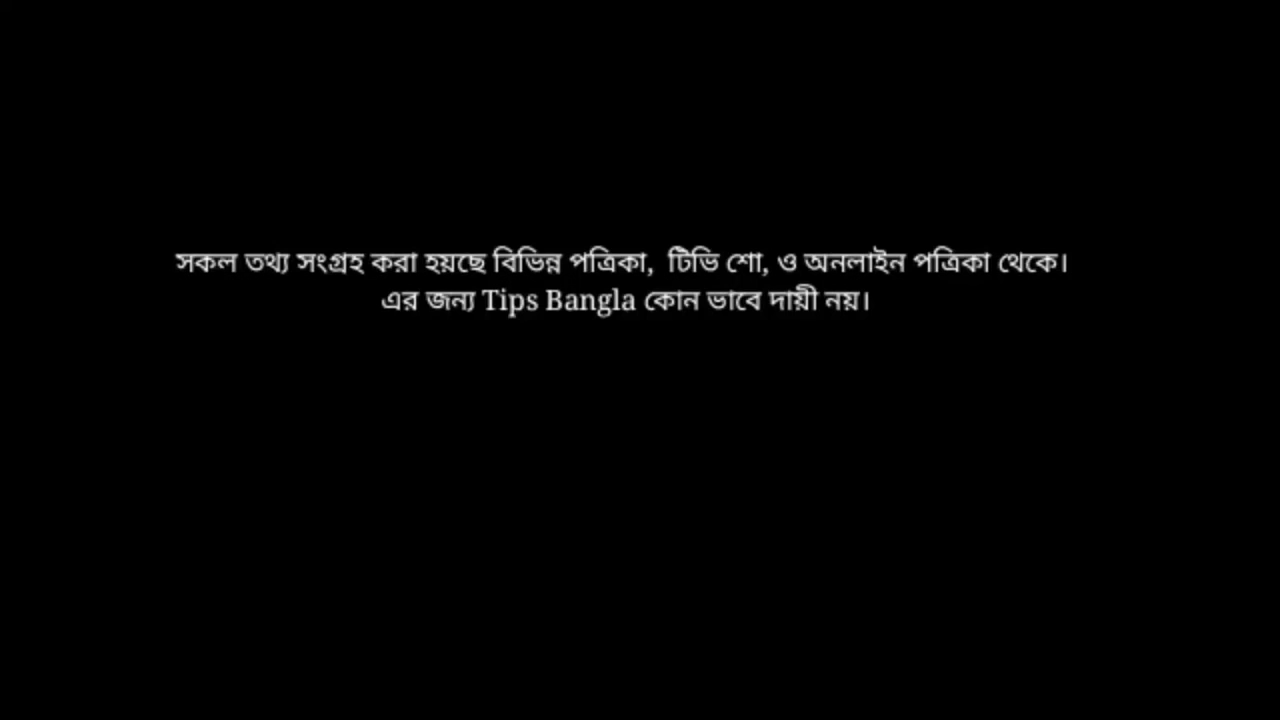 সকল তথ্য সংগ্রহ করা হয়ছে বিভিন্ন পত্রিকা, টিভি শো, ও অনলাইন পত্রিকা থেকে।
এর জন্য Tips Bangla কোন ভাবে দায়ী নয়।